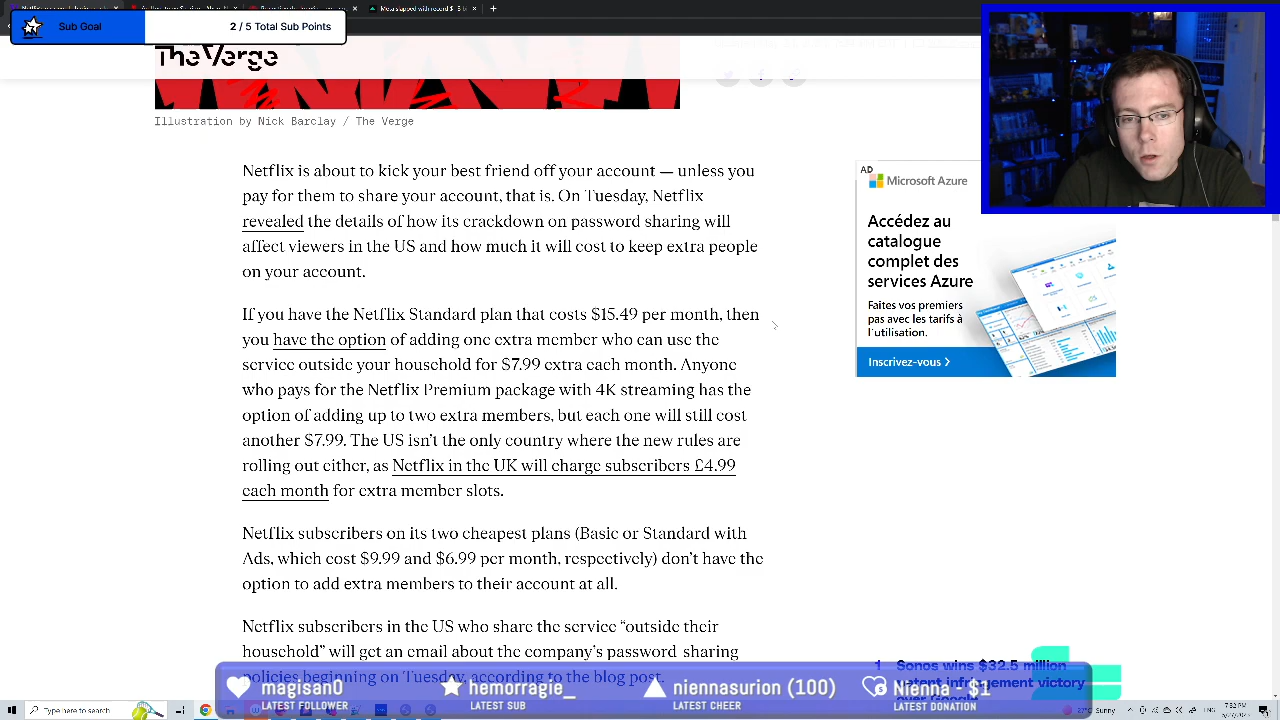 Sub Goal
2 / 5 Total Sub Points
The Verge
Illustration by Nick Barclay / The Verge
Netflix is about to kick your best friend off your account — unless you
pay for them to share your account, that is. On Tuesday, Netflix
revealed the details of how its crackdown on password sharing will
affect viewers in the US and how much it will cost to keep extra people
on your account.
If you have the Netflix Standard plan that costs $15.49 per month, then
you have the option of adding one extra member who can use the
service outside your household for $7.99 extra each month. Anyone
who pays for the Netflix Premium package with 4K streaming has the
option of adding up to two extra members, but each one will still cost
another $7.99. The US isn't the only country where the new rules are
rolling out either, as Netflix in the UK will charge subscribers £4.99
each month for extra member slots.
Netflix subscribers on its two cheapest plans (Basic or Standard with
Ads, which cost $9.99 and $6.99 per month, respectively) don't have the
option to add extra members to their account at all.
Netflix subscribers in the US who share the service “outside their
household” will get an email about the company's password-sharing
policies beginning on Tuesday, according to the blog post.
AD
Microsoft Azure
Accédez au
catalogue
complet des
services Azure
Faites vos premiers
pas avec les tarifs à
l'utilisation.
Inscrivez-vous >
1 Sonos wins $32.5 million
patent infringement victory
over Google
magisan0
LATEST FOLLOWER
hemorragie_
LATEST SUB
niennasurion (100)
LATEST CHEER
Nienna $1
LATEST DONATION
Type here to search
Sunny